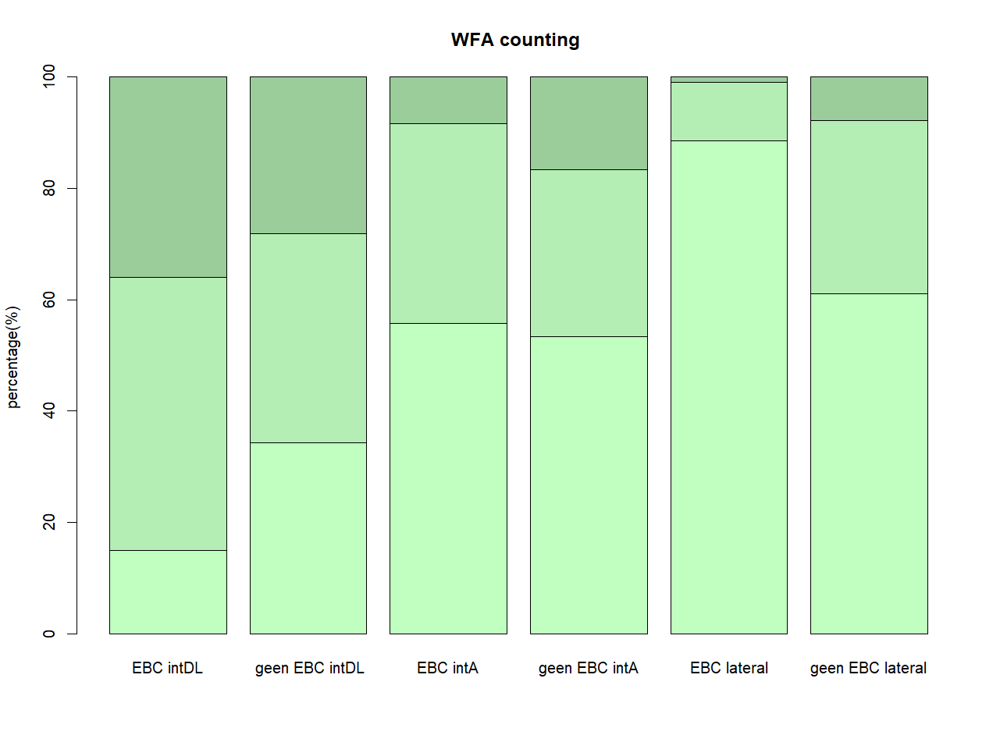 WFA counting
percentage(%)
100
80
60
40
20
0
EBC intDL
geen EBC intDL
EBC intA
geen EBC intA
EBC lateral
geen EBC lateral